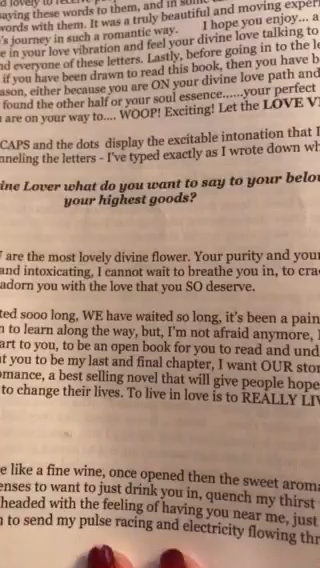 lovely to rece
saying these words to them, and in som
words with them. It was a truly beautiful and moving exper
's journey in such a romantic way. I hope you enjoy... a
e in your love vibration and feel your divine love talking to
nd everyone of these letters. Lastly, before going in to the le
if you have been drawn to read this book, then you have b
ason, either because you are ON your divine love path and
found the other half or your soul essence......your perfect
are on your way to.... WOOP! Exciting! Let the LOVE V
CAPS and the dots display the excitable intonation that I
nneling the letters - I've typed exactly as I wrote down wh
ine Lover what do you want to say to your belo
your highest goods?
are the most lovely divine flower. Your purity and your
and intoxicating, I cannot wait to breathe you in, to cra
adorn you with the love that you SO deserve.
ted sooo long, WE have waited so long, it's been a pain
n to learn along the way, but, I'm not afraid anymore, I
art to you, to be an open book for you to read and und
t you to be my last and final chapter, I want OUR stor
omance, a best selling novel that will give people hope
to change their lives. To live in love is to REALLY LIV
e like a fine wine, once opened then the sweet aroma
enses to want to just drink you in, quench my thirst
headed with the feeling of having you near me, just
n to send my pulse racing and electricity flowing thr